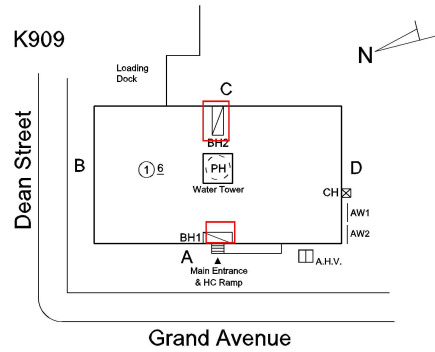 K909
Loading
Dock
N
C
BH2
Dean Street
B
1 6
PH
Water Tower
D
CH
AW1
BH1
AW2
A
Main Entrance
& HC Ramp
A.H.V.
Grand Avenue